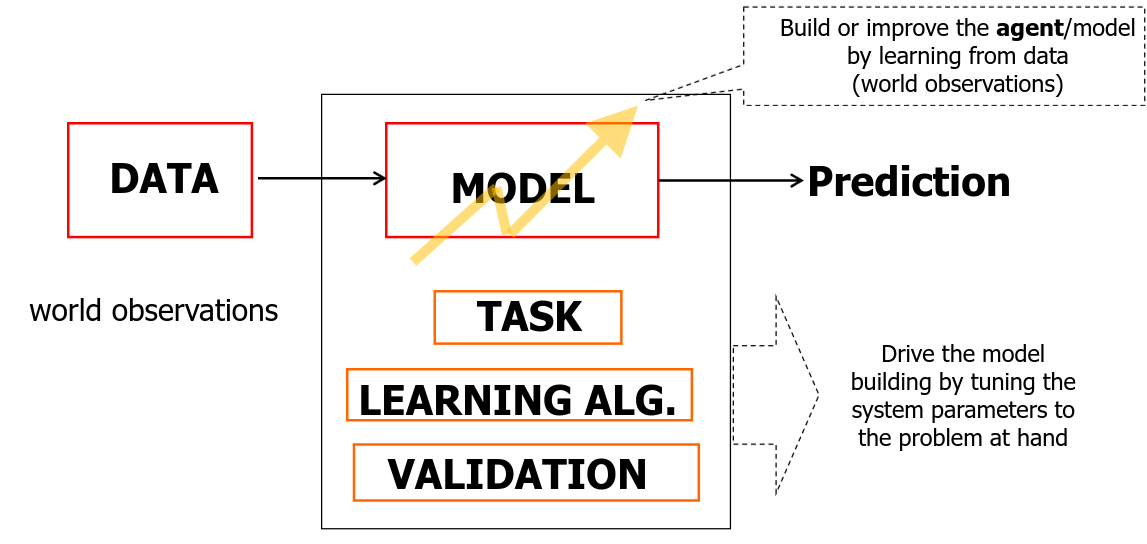 Build or improve the agent/model
by learning from data
(world observations)
DATA
MODEL
Prediction
world observations
TASK
LEARNING ALG.
VALIDATION
Drive the model
building by tuning the
system parameters to
the problem at hand